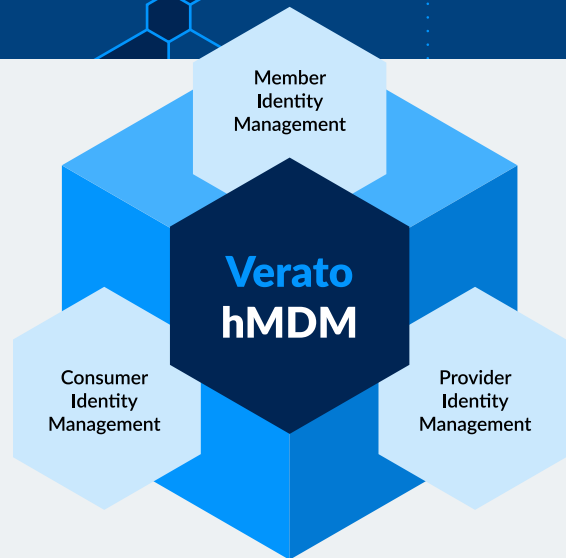 Member
Identity
Management
Verato
hMDM
Consumer
Identity
Management
Provider
Identity
Management